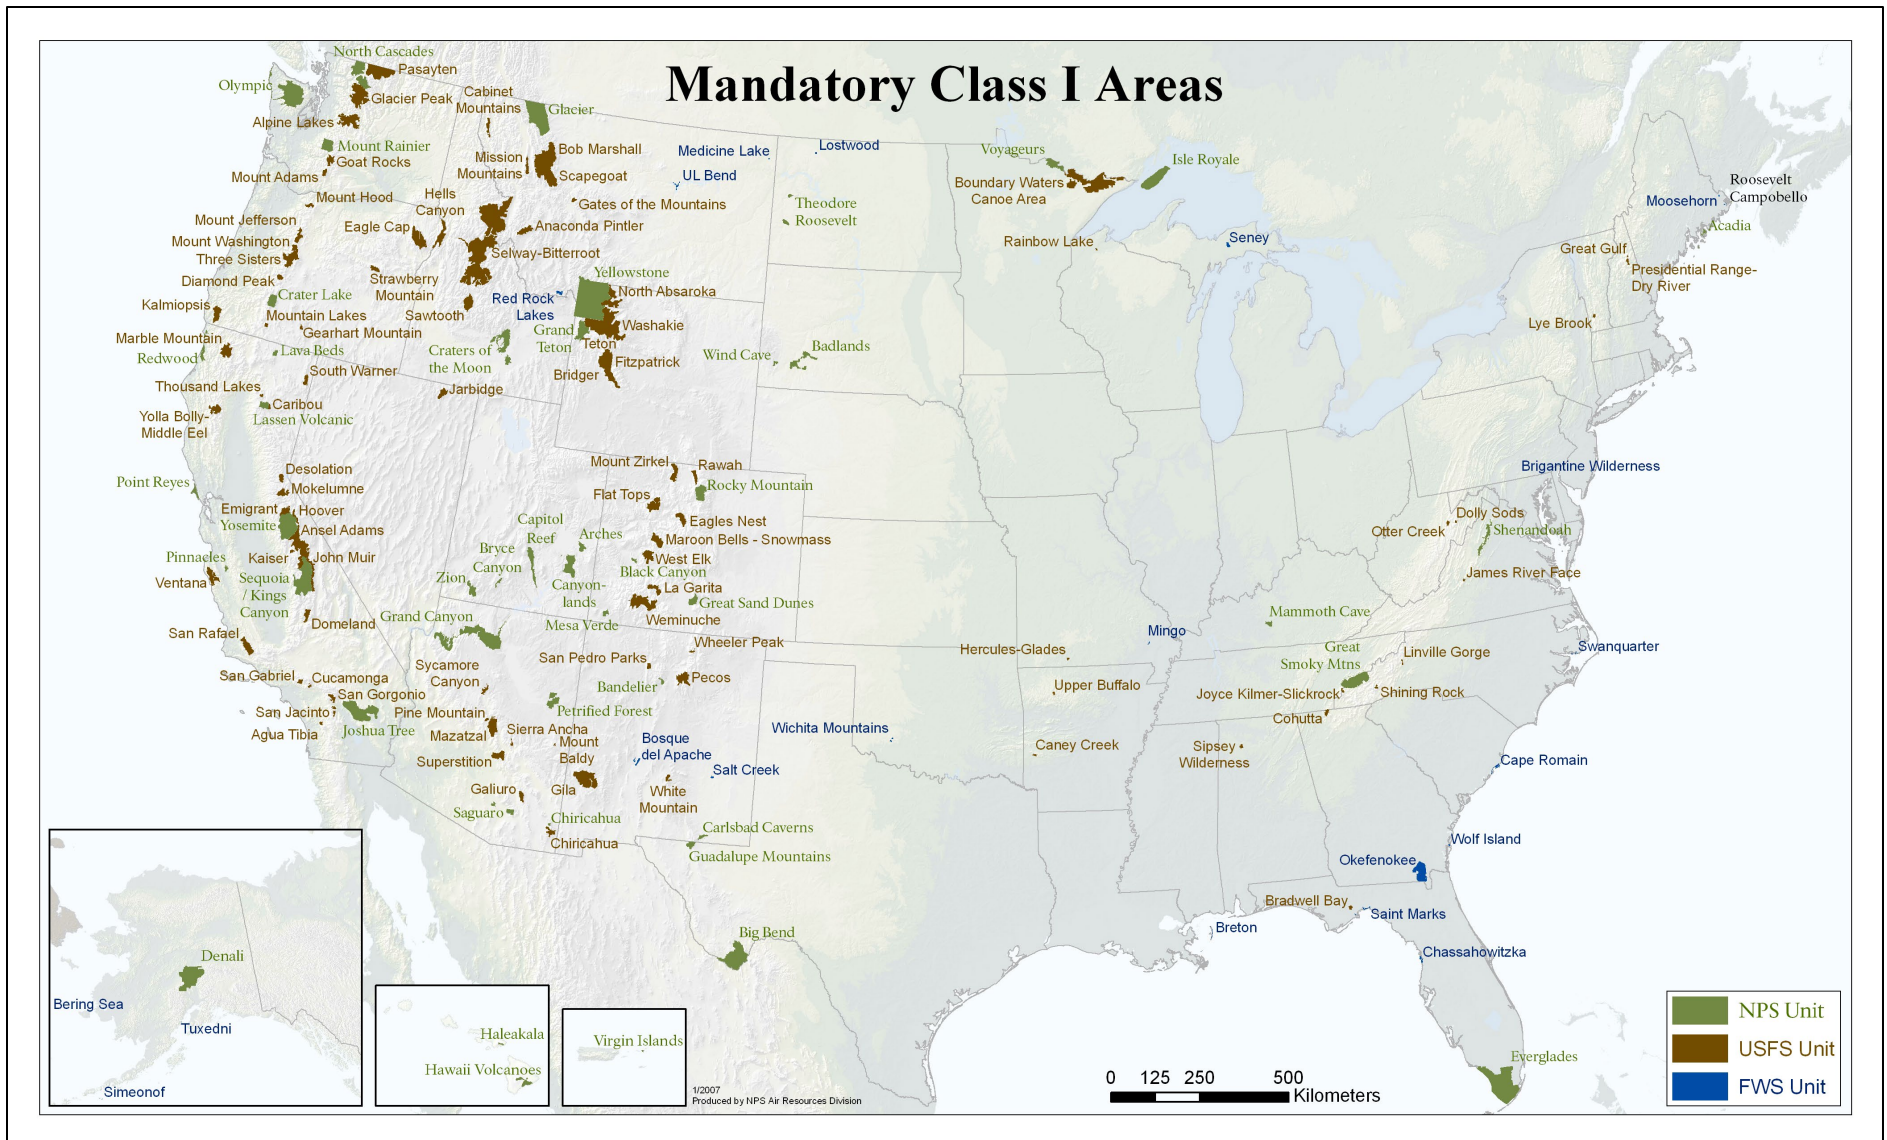 Mandatory Class I Areas
North Cascades
Pasayten
Olympic
Glacier Peak
Cabinet
Mountains
Glacier
Alpine Lakes
Mount Rainier
Goat Rocks
Mount Adams
Mission
Mountains
Bob Marshall
Scapegoat
Medicine Lake
Lostwood
UL Bend
Voyageurs
Isle Royale
Boundary Waters
Canoe Area
Mount Hood
Hells
Canyon
Gates of the Mountains
Theodore
Roosevelt
Roosevelt
Campobello
Moosehorn
Acadia
Mount Jefferson
Eagle Cap
Anaconda Pintler
Mount Washington
Three Sisters
Selway-Bitterroot
Rainbow Lake
Seney
Great Gulf
Presidential Range-
Dry River
Diamond Peak
Strawberry
Mountain
Yellowstone
North Absaroka
Crater Lake
Kalmiopsis
Red Rock
Lakes
Mountain Lakes
Sawtooth
Gearhart Mountain
Grand
Teton
Washakie
Teton
Lye Brook
Marble Mountain
Redwood
Lava Beds
Craters of
the Moon
Fitzpatrick
Bridger
Wind Cave
Badlands
South Warner
Thousand Lakes
Jarbidge
Caribou
Lassen Volcanic
Yolla Bolly-
Middle Eel
Desolation
Mokelumne
Point Reyes
Mount Zirkel
Rawah
Rocky Mountain
Flat Tops
Brigantine Wilderness
Emigrant
Hoover
Yosemite
Ansel Adams
Capitol
Reef
Arches
Eagles Nest
Maroon Bells - Snowmass
Dolly Sods
Otter Creek
Shenandoah
Pinnacles
Kaiser
John Muir
Ventana
Sequoia
/ Kings
Canyon
Zion
Bryce
Canyon
Canyon-
lands
West Elk
Black Canyon
La Garita
Great Sand Dunes
James River Face
Domeland
Grand Canyon
Mesa Verde
Weminuche
Mammoth Cave
San Rafael
Wheeler Peak
Mingo
Swanquarter
Hercules-Glades
Great
Smoky Mtns
Linville Gorge
San Gabriel
Cucamonga
Sycamore
Canyon
San Pedro Parks
Pecos
Bandelier
Upper Buffalo
Joyce Kilmer-Slickrock
Shining Rock
San Gorgonio
San Jacinto
Agua Tibia
Joshua Tree
Pine Mountain
Petrified Forest
Cohutta
Mazatzal
Sierra Ancha
Mount
Baldy
Wichita Mountains
Bosque
del Apache
Salt Creek
Caney Creek
Sipsey
Wilderness
Cape Romain
Superstition
Galiuro
Gila
White
Mountain
Saguaro
Chiricahua
Chiricahua
Carlsbad Caverns
Guadalupe Mountains
Wolf Island
Okefenokee
Bradwell Bay
Saint Marks
Breton
Chassahowitzka
Big Bend
Everglades
Denali
Bering Sea
Tuxedni
Simeonof
Haleakala
Hawaii Volcanoes
Virgin Islands
1/2007
Produced by NPS Air Resources Division
0 125 250 500
Kilometers
NPS Unit
USFS Unit
FWS Unit